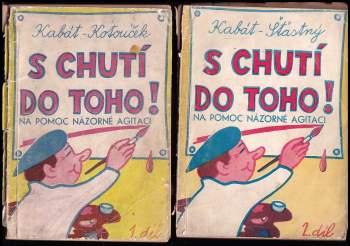 Kabát - Kotouček
S CHUTÍ
DO TOHO!
NA POMOC NÁZORNÉ AGITACI
1. díl
Kabát - Šťastný
S CHUTÍ
DO TOHO!
NA POMOC NÁZORNÉ AGITACI
2. díl